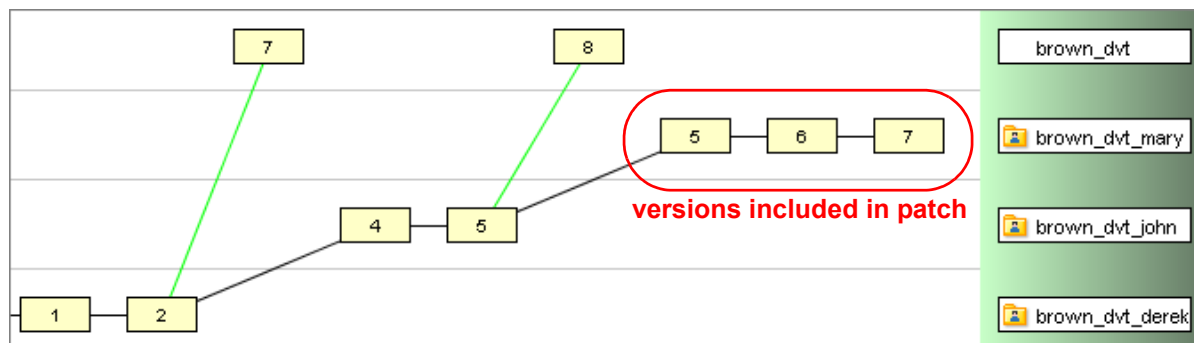 7 8 brown_dvt
5 6 7 brown_dvt_mary
versions included in patch
4 5 brown_dvt_john
1 2 brown_dvt_derek